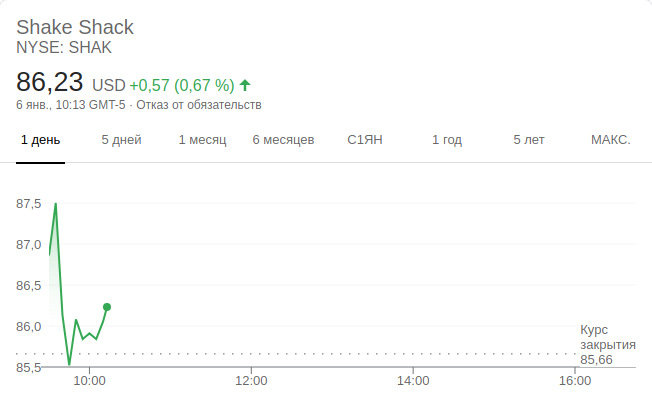 Shake Shack
NYSE: SHAK
86,23 USD +0,57 (0,67 %)
6 янв., 10:13 GMT-5 · Отказ от обязательств
1 день 5 дней 1 месяц 6 месяцев С1ЯН 1 год 5 лет МАКС.
87,5
87,0
86,5
86,0
85,5
Курс
закрытия
85,66
10:00 12:00 14:00 16:00